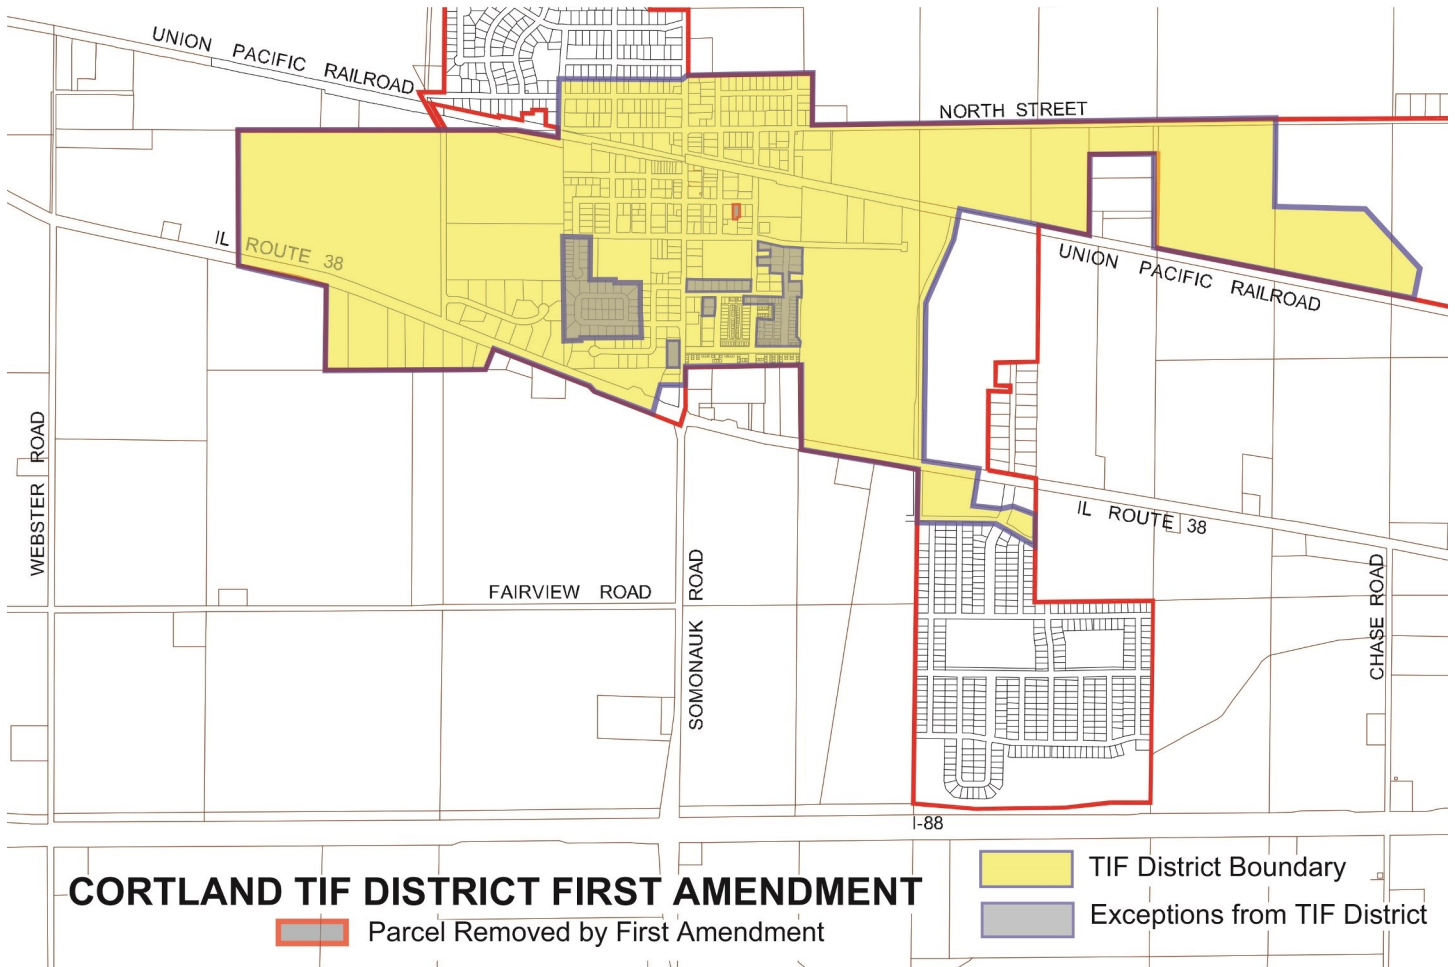 UNION PACIFIC RAILROAD
NORTH STREET
IL ROUTE 38
UNION PACIFIC RAILROAD
WEBSTER ROAD
IL ROUTE 38
FAIRVIEW ROAD
SOMONAUK ROAD
CHASE ROAD
I-88
CORTLAND TIF DISTRICT FIRST AMENDMENT
Parcel Removed by First Amendment
TIF District Boundary
Exceptions from TIF District